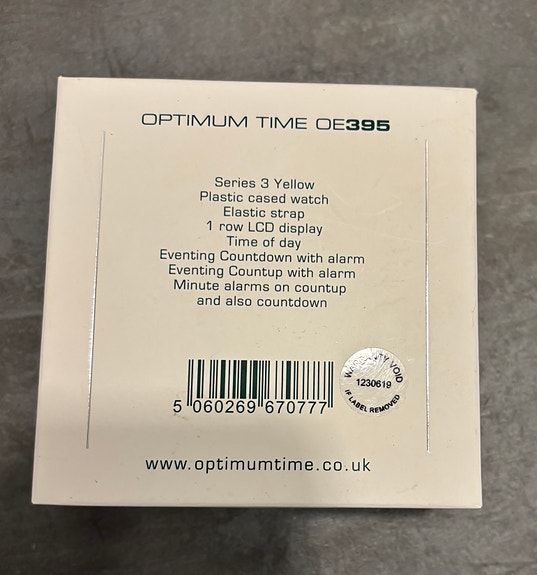 OPTIMUM TIME OE395
Series 3 Yellow
Plastic cased watch
Elastic strap
1 row LCD display
Time of day
Eventing Countdown with alarm
Eventing Countup with alarm
Minute alarms on countup
and also countdown
5 060269 670777
WARRANTY VOID
1230619
IF LABEL REMOVED
www.optimumtime.co.uk